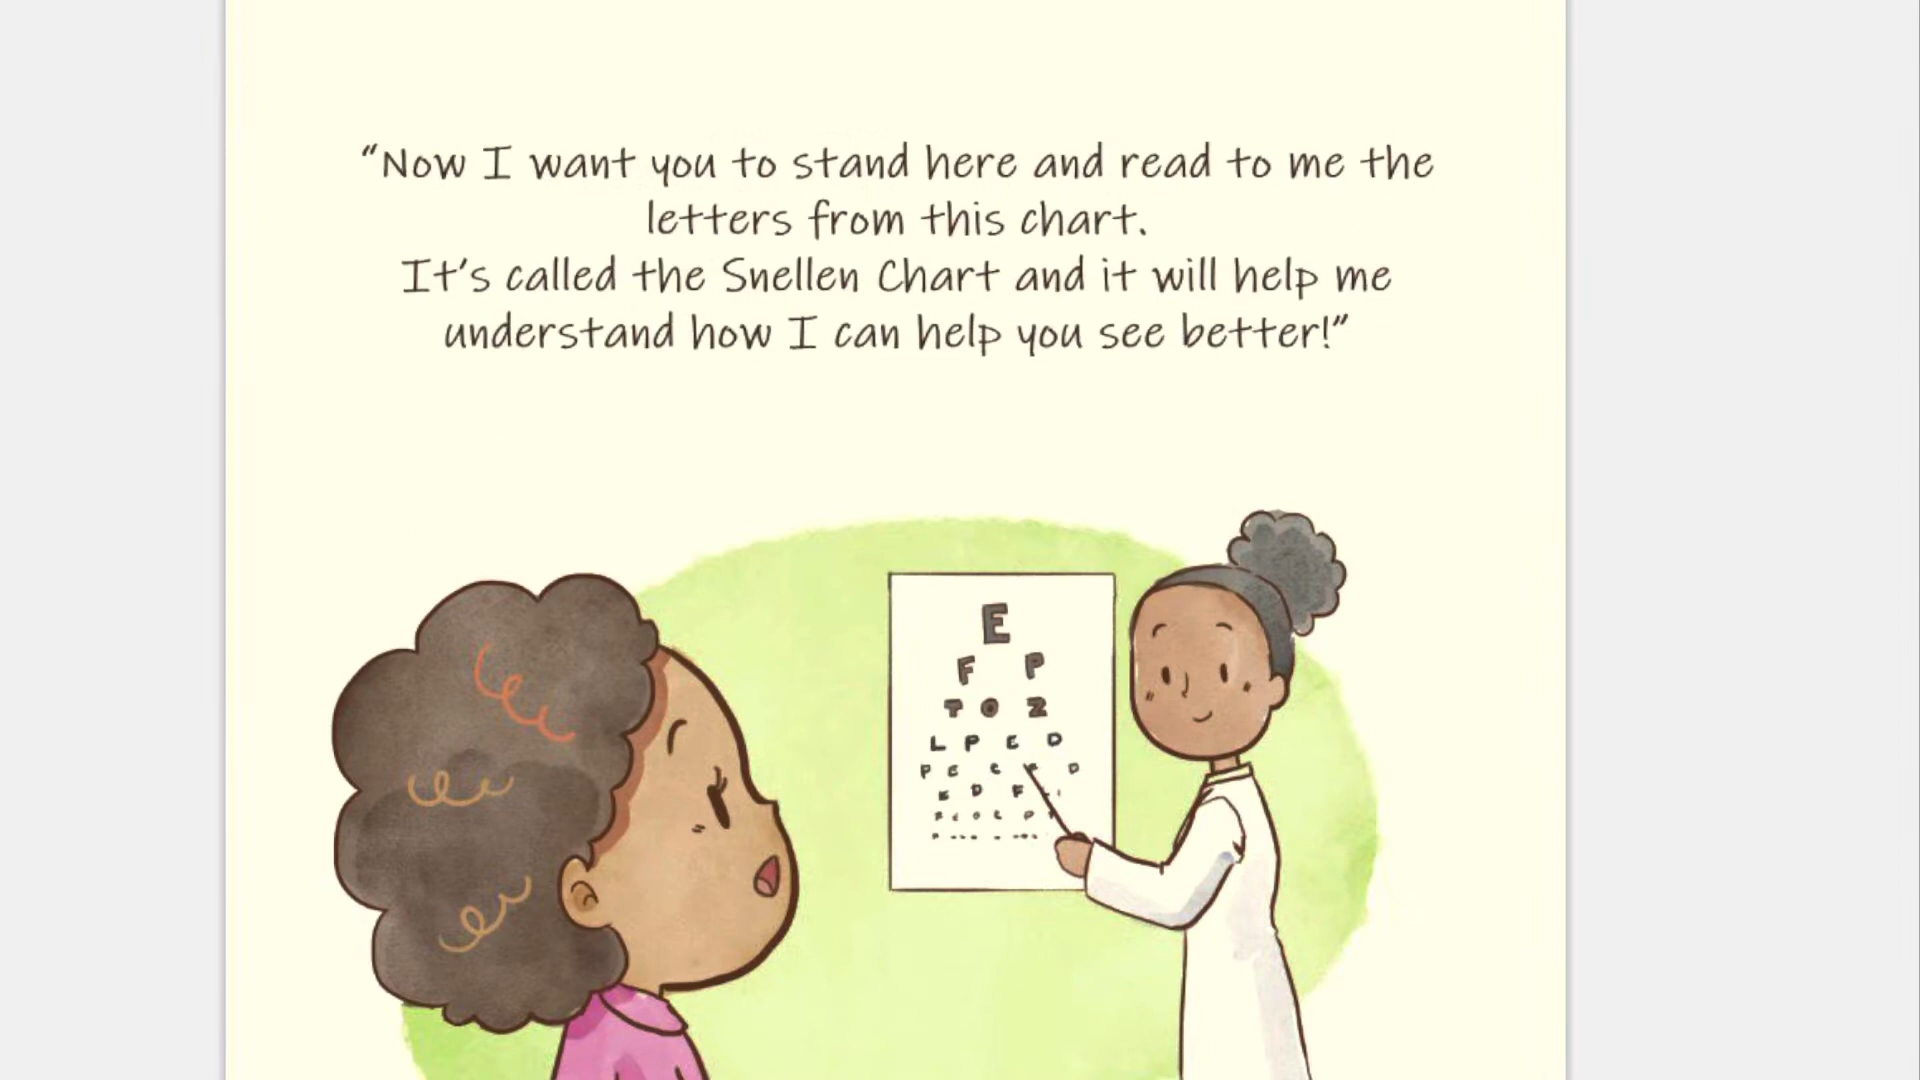 “Now I want you to stand here and read to me the
letters from this chart.
It’s called the Snellen Chart and it will help me
understand how I can help you see better!”
E
F P
T O Z
L P E D